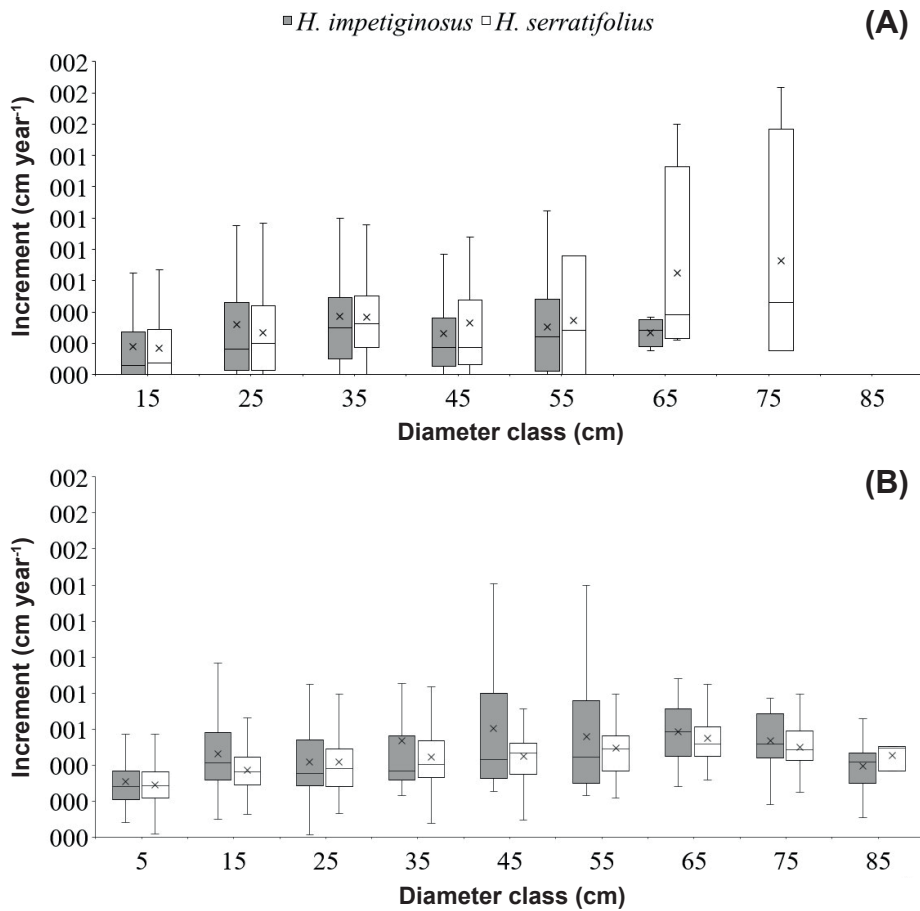 H. impetiginosus H. serratifolius
(A)
Increment (cm year⁻¹)
002
002
002
001
001
001
001
001
000
000
000
15 25 35 45 55 65 75 85
Diameter class (cm)
(B)
Increment (cm year⁻¹)
002
002
002
001
001
001
001
001
000
000
000
5 15 25 35 45 55 65 75 85
Diameter class (cm)